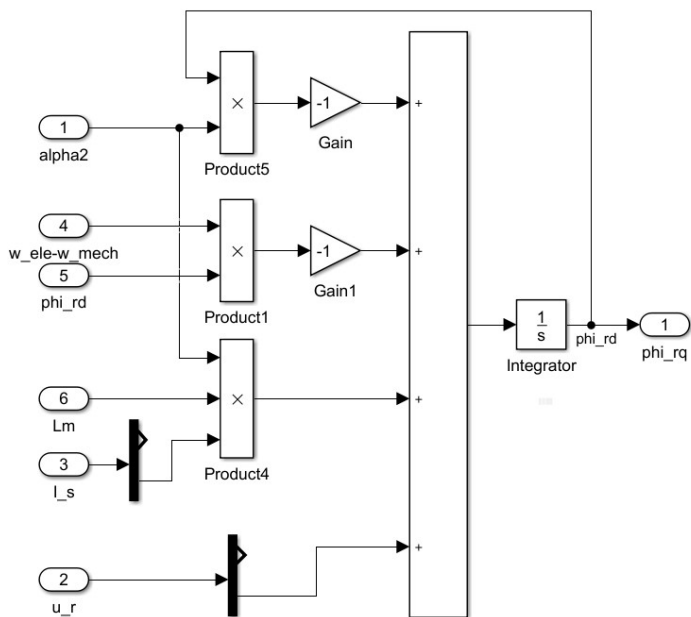 ×
-1
+
1
alpha2
Product5
Gain
4
w_ele-w_mech
×
-1
+
5
phi_rd
Product1
Gain1
1
s
phi_rd
1
phi_rq
Integrator
6
Lm
×
+
3
I_s
Product4
+
2
u_r